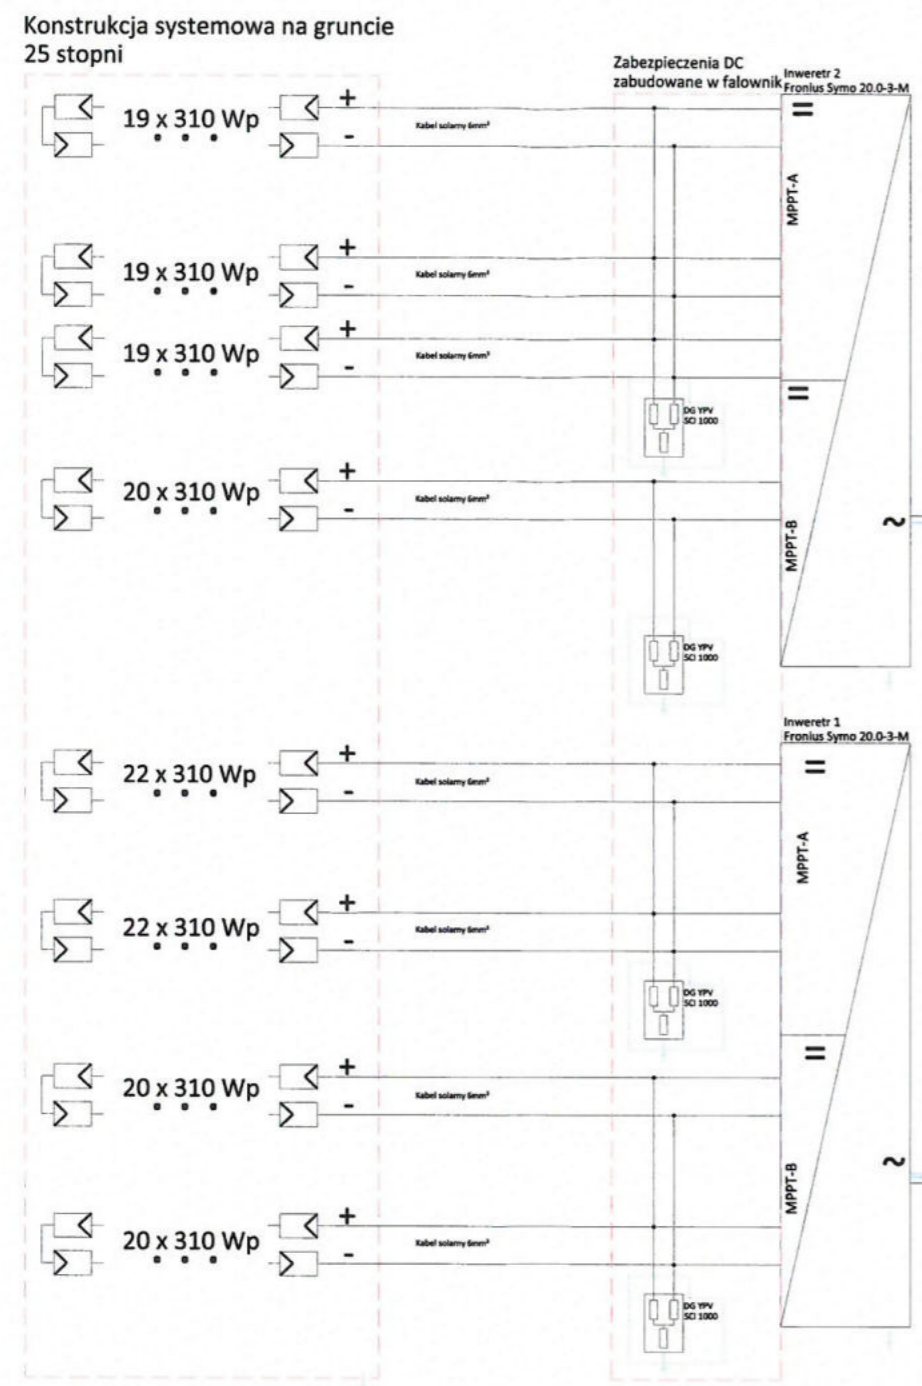 Konstrukcja systemowa na gruncie
25 stopni
Zabezpieczenia DC
zabudowane w falownik
Inweretr 2
Fronius Symo 20.0-3-M
19 x 310 Wp
+
-
Kabel solarny 6mm²
MPPT-A
19 x 310 Wp
+
-
Kabel solarny 6mm²
19 x 310 Wp
+
-
Kabel solarny 6mm²
DG YPV
SCI 1000
20 x 310 Wp
+
-
Kabel solarny 6mm²
MPPT-B
~
DG YPV
SCI 1000
Inweretr 1
Fronius Symo 20.0-3-M
22 x 310 Wp
+
-
Kabel solarny 6mm²
MPPT-A
22 x 310 Wp
+
-
Kabel solarny 6mm²
DG YPV
SCI 1000
20 x 310 Wp
+
-
Kabel solarny 6mm²
MPPT-B
~
20 x 310 Wp
+
-
Kabel solarny 6mm²
DG YPV
SCI 1000